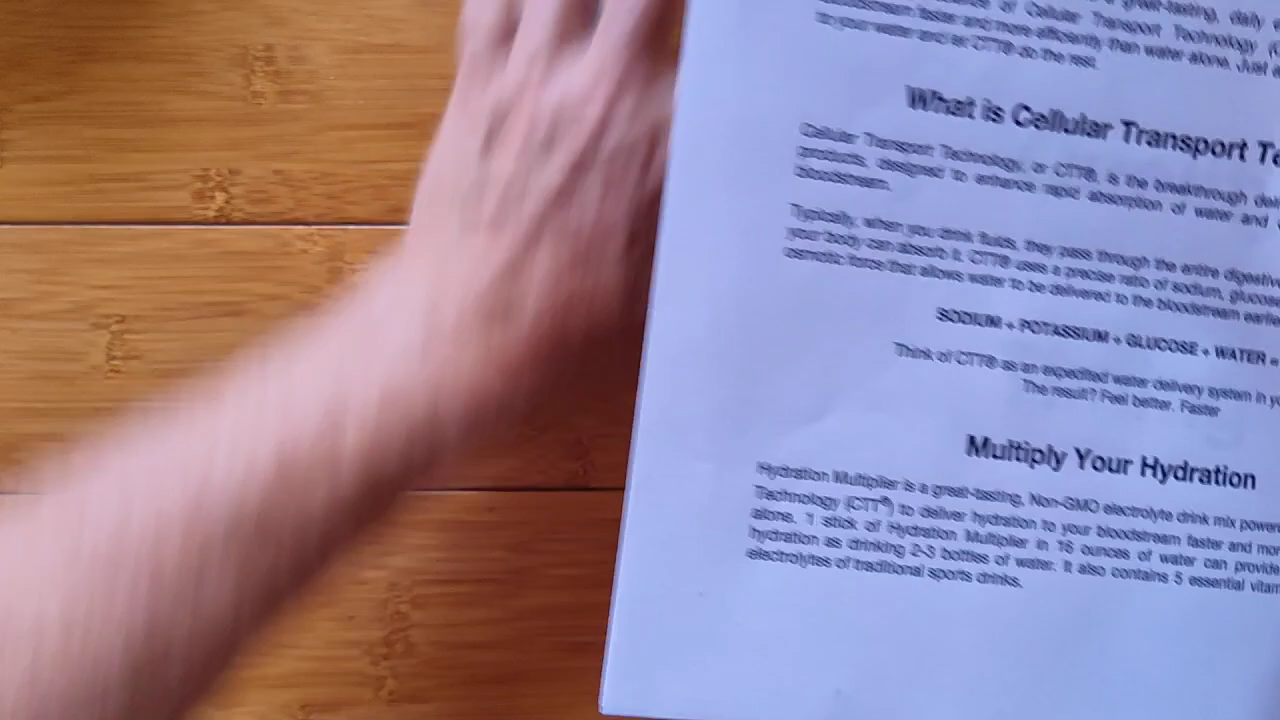 great-tasting, daily
of Cellular Transport Technology
bloodstream faster and more efficiently than water alone. Just
to your water and let CTT® do the rest.
What is Cellular Transport
Cellular Transport Technology, or CTT®, is the breakthrough
products, designed to enhance rapid absorption of water and
bloodstream.
Typically, when you drink fluids, they pass through the entire
your body can absorb it. CTT® uses a precise ratio of sodium,
osmotic force that allows water to be delivered to the bloodstream
SODIUM + POTASSIUM + GLUCOSE + WATER =
Think of CTT® as an expedited water delivery system in
The result? Feel better. Faster
Multiply Your Hydration
Hydration Multiplier is a great-tasting, Non-GMO electrolyte drink mix
Technology (CTT®) to deliver hydration to your bloodstream faster and
alone. 1 stick of Hydration Multiplier in 16 ounces of water can provide
hydration as drinking 2-3 bottles of water. It also contains 5 essential
electrolytes of traditional sports drinks.